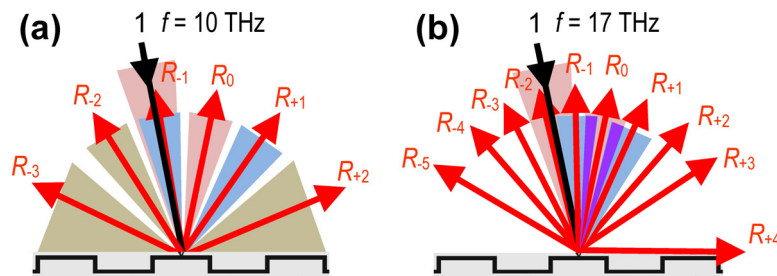 (a) 1 f = 10 THz
R-3
R-2
R-1
R0
R+1
R+2
(b) 1 f = 17 THz
R-5
R-4
R-3
R-2
R-1
R0
R+1
R+2
R+3
R+4